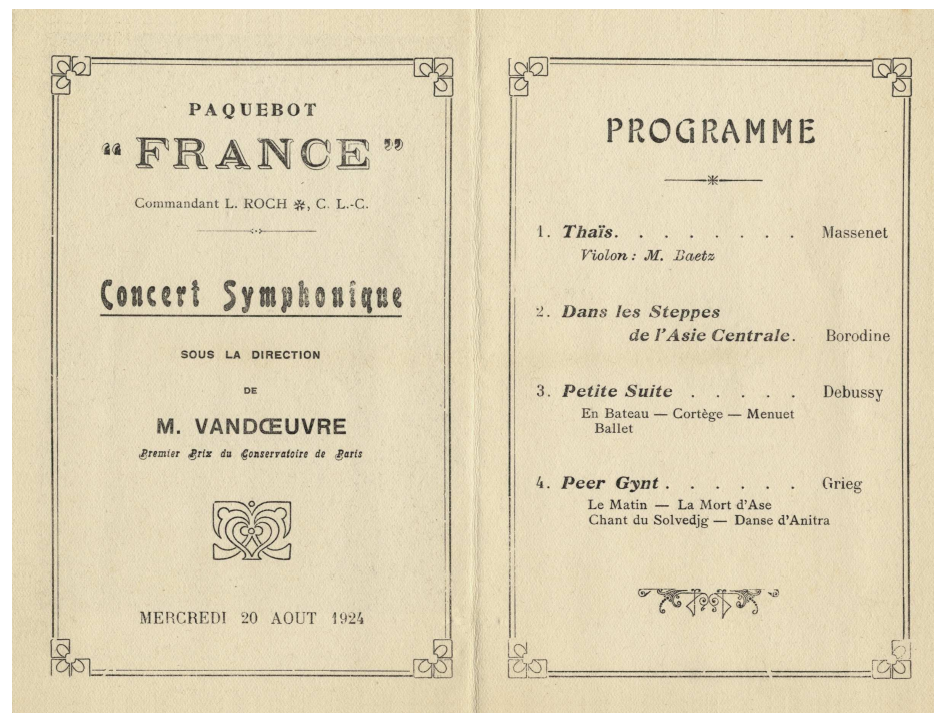 PAQUEBOT
“ FRANCE ”
Commandant L. ROCH ✼, C. L.-C.
Concert Symphonique
SOUS LA DIRECTION
DE
M. VANDŒUVRE
Premier Prix du Conservatoire de Paris
MERCREDI 20 AOUT 1924
PROGRAMME
1. Thaïs. . . . . . . . Massenet
Violon : M. Baetz
2. Dans les Steppes
de l'Asie Centrale. Borodine
3. Petite Suite . . . . . Debussy
En Bateau — Cortège — Menuet
Ballet
4. Peer Gynt . . . . . . Grieg
Le Matin — La Mort d'Ase
Chant du Solvedjg — Danse d'Anitra